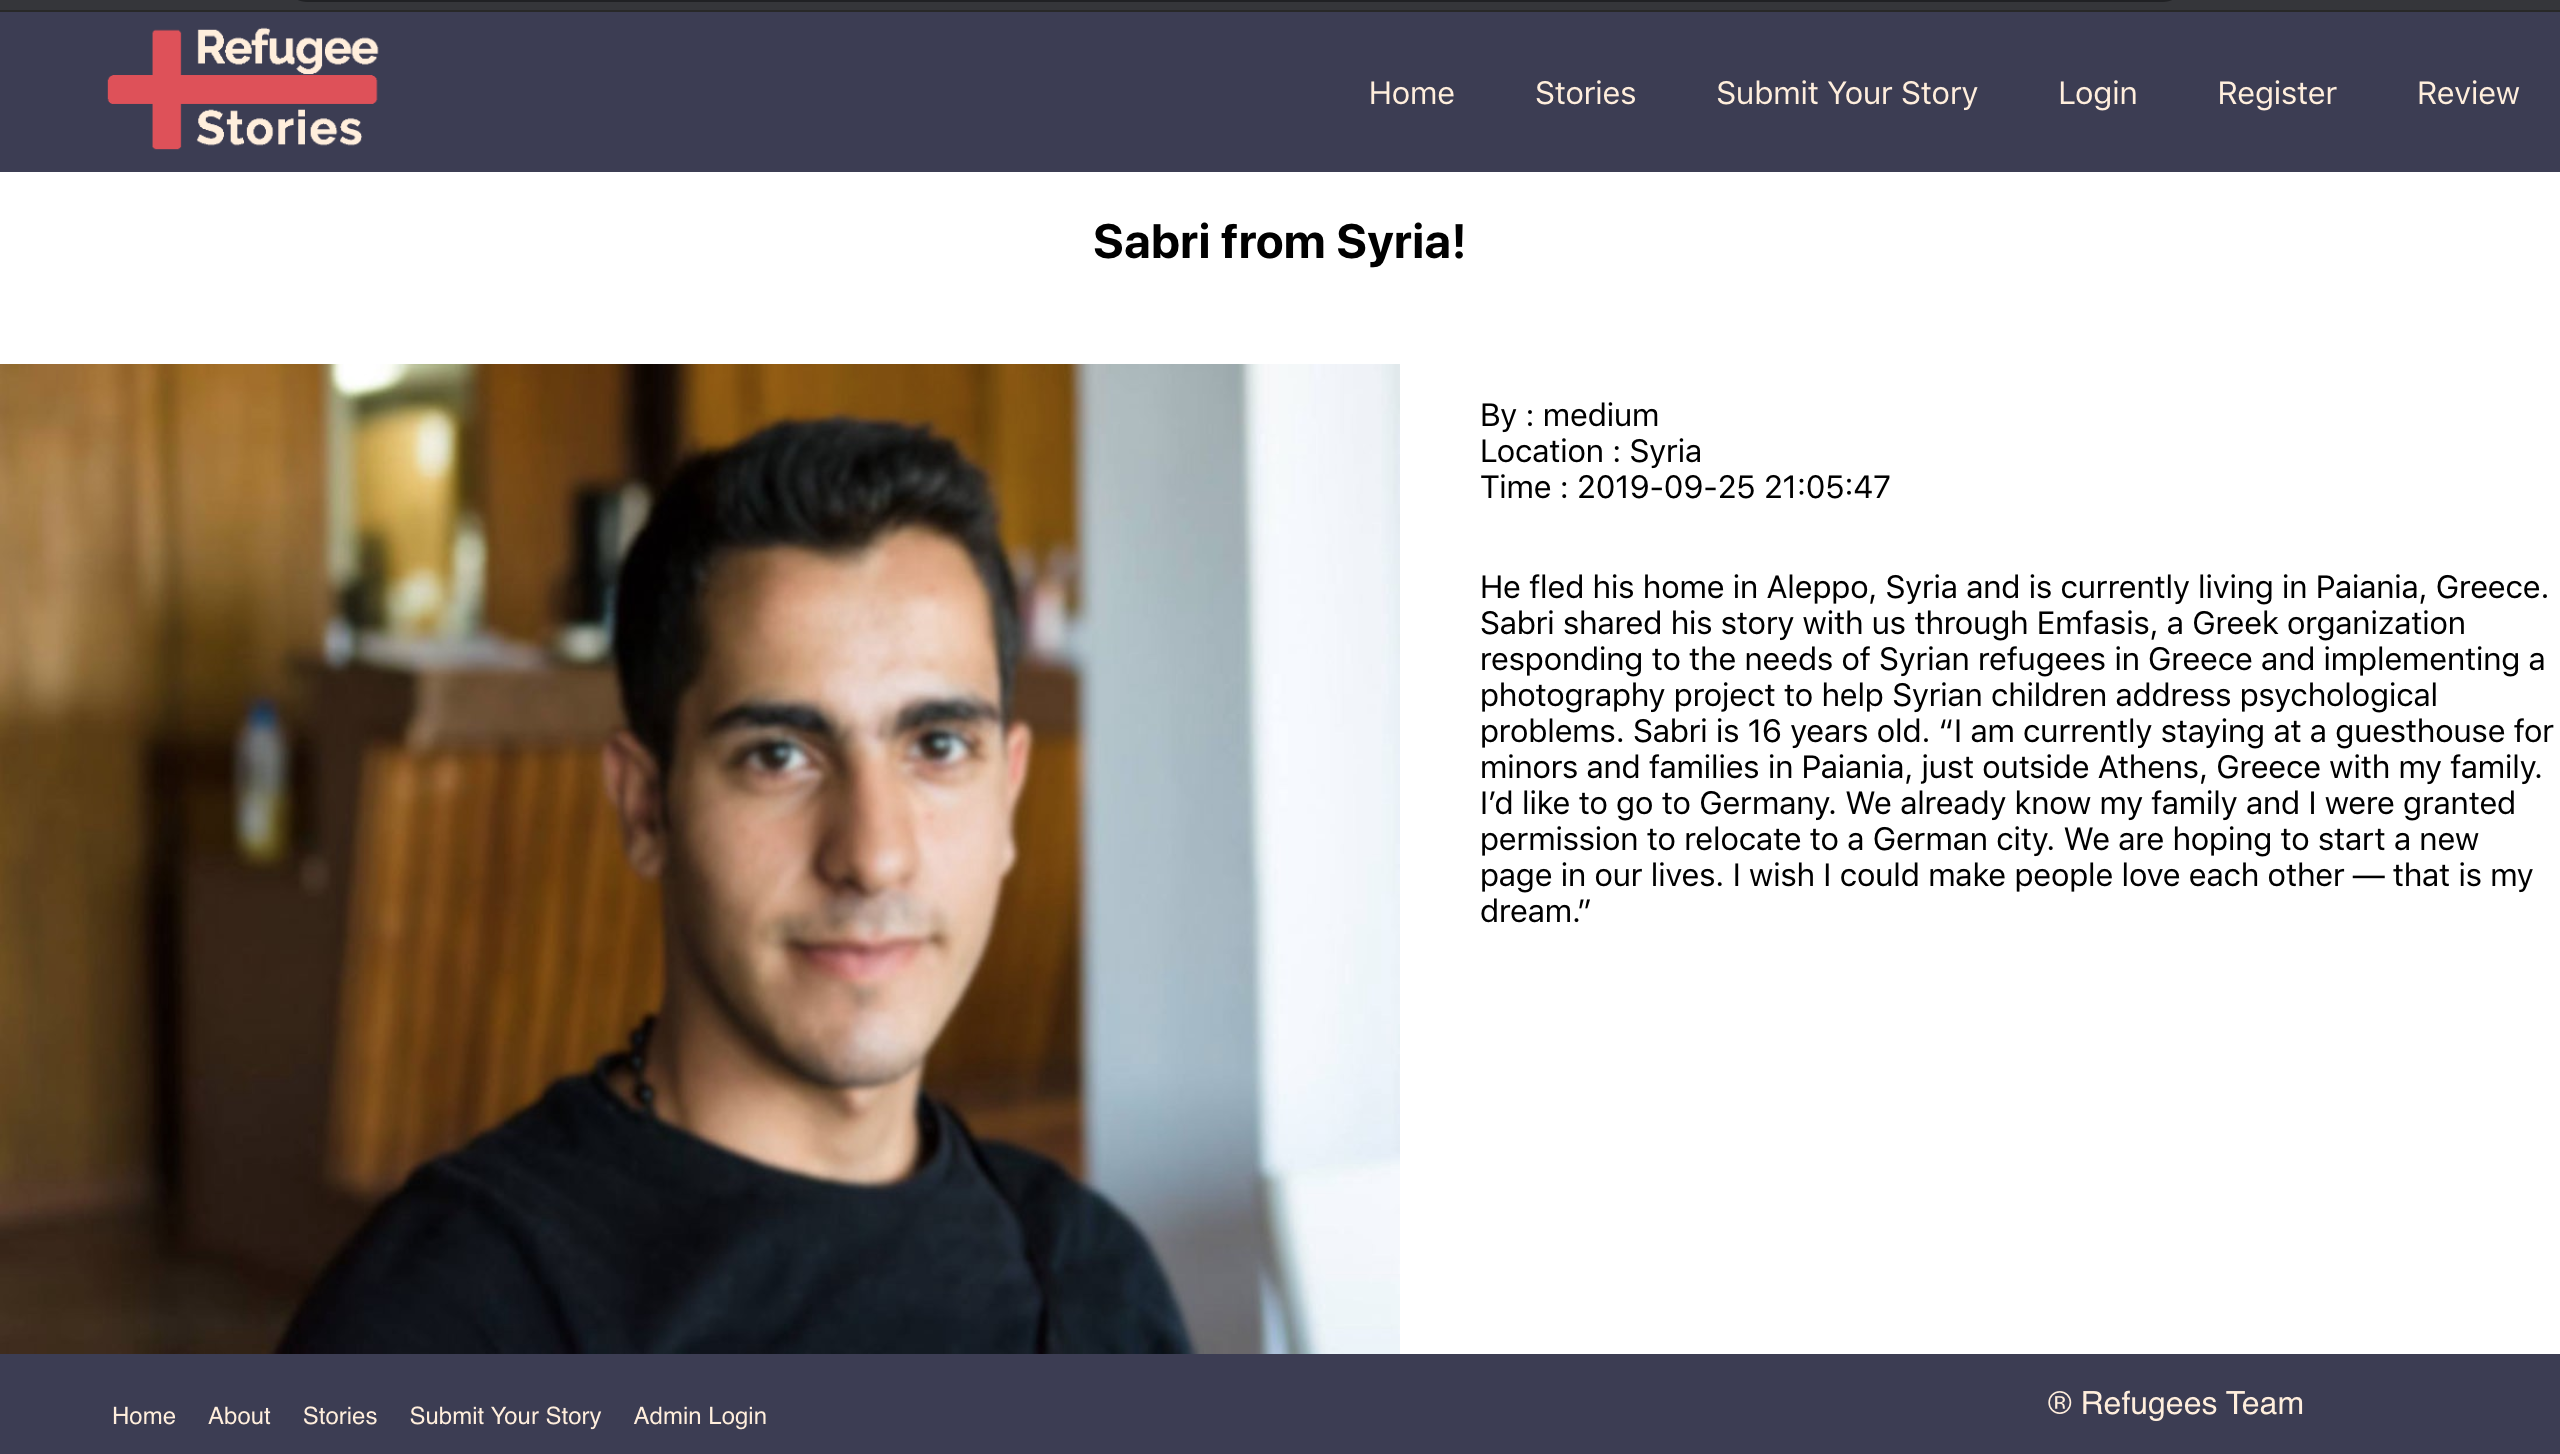 Refugee
Stories
Home Stories Submit Your Story Login Register Review
Sabri from Syria!
By : medium
Location : Syria
Time : 2019-09-25 21:05:47
He fled his home in Aleppo, Syria and is currently living in Paiania, Greece.
Sabri shared his story with us through Emfasis, a Greek organization
responding to the needs of Syrian refugees in Greece and implementing a
photography project to help Syrian children address psychological
problems. Sabri is 16 years old. “I am currently staying at a guesthouse for
minors and families in Paiania, just outside Athens, Greece with my family.
I’d like to go to Germany. We already know my family and I were granted
permission to relocate to a German city. We are hoping to start a new
page in our lives. I wish I could make people love each other — that is my
dream.”
Home About Stories Submit Your Story Admin Login
® Refugees Team